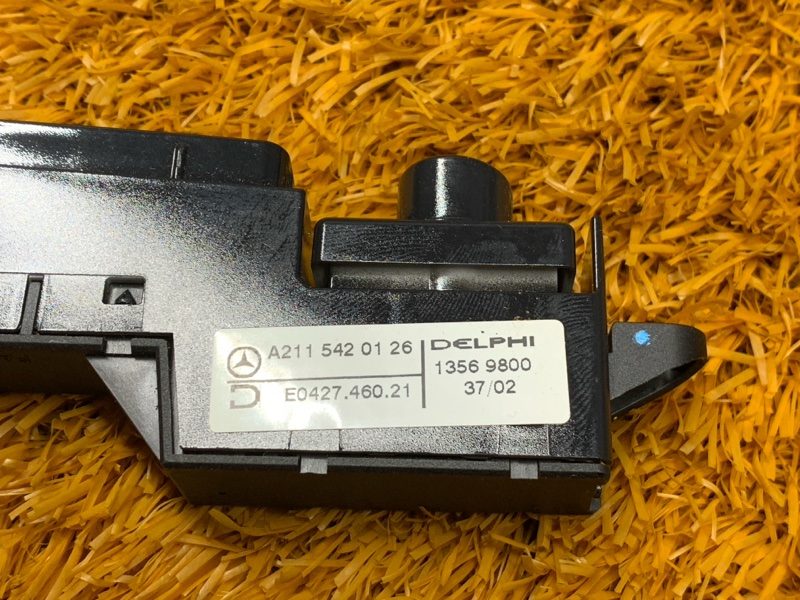 A211 542 01 26
D E0427.460.21
DELPHI
1356 9800
37/02